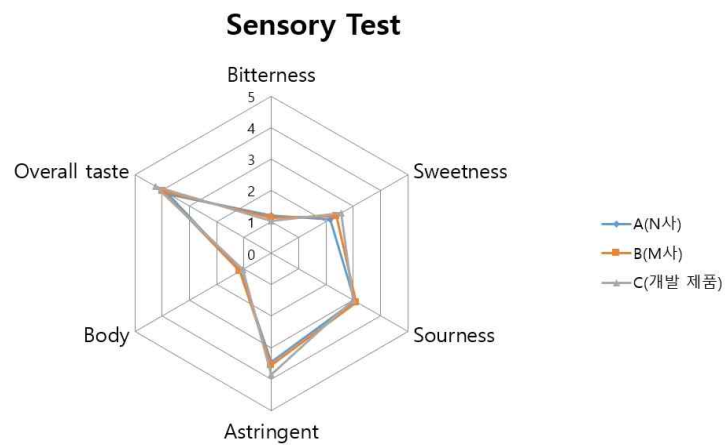 Sensory Test
Bitterness
5
4
3
2
1
0
Overall taste
Sweetness
Body
Sourness
Astringent
A(N사)
B(M사)
C(개발 제품)